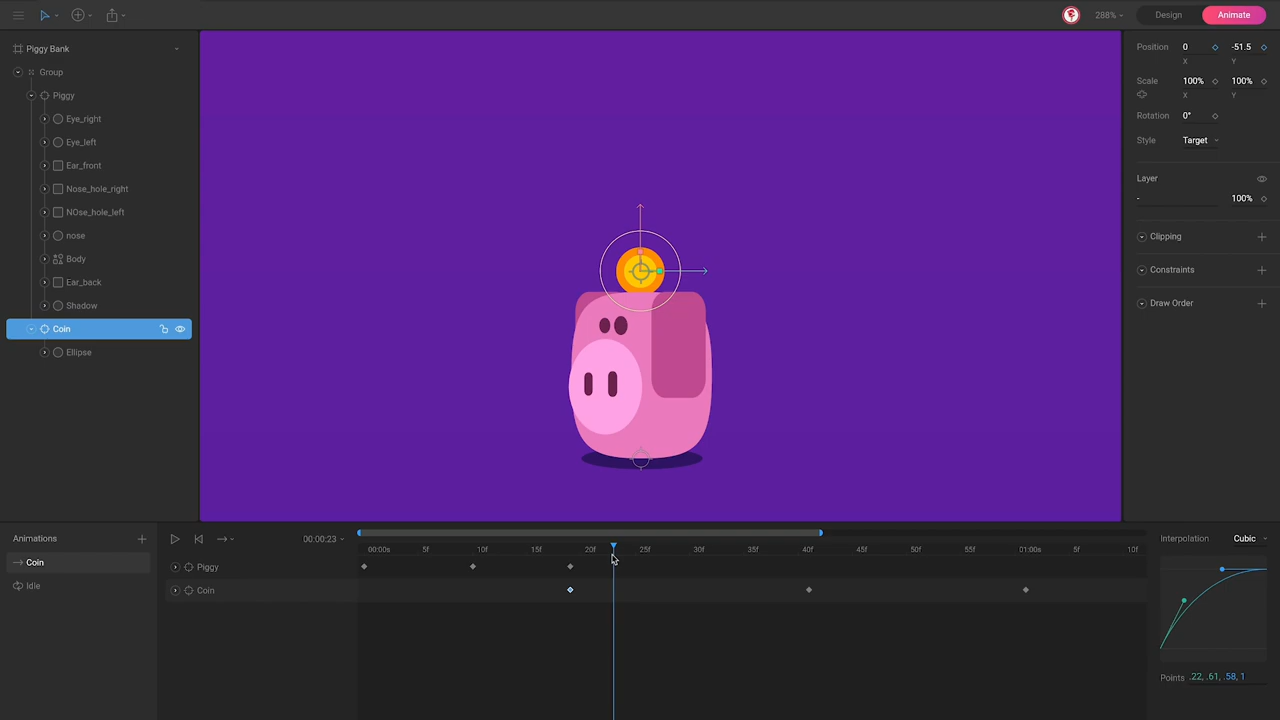 288% Design Animate
Piggy Bank
Group
Piggy
Eye_right
Eye_left
Ear_front
Nose_hole_right
NOse_hole_left
nose
Body
Ear_back
Shadow
Coin
Ellipse
Position 0 -51.5
X Y
Scale 100% 100%
X Y
Rotation 0°
Style Target
Layer
- 100%
Clipping
Constraints
Draw Order
Animations
Coin
Idle
00:00:23
00:00s 5f 10f 15f 20f 25f 30f 35f 40f 45f 50f 55f 01:00s 5f 10f
Piggy
Coin
Interpolation Cubic
Points .22, .61, .58, 1